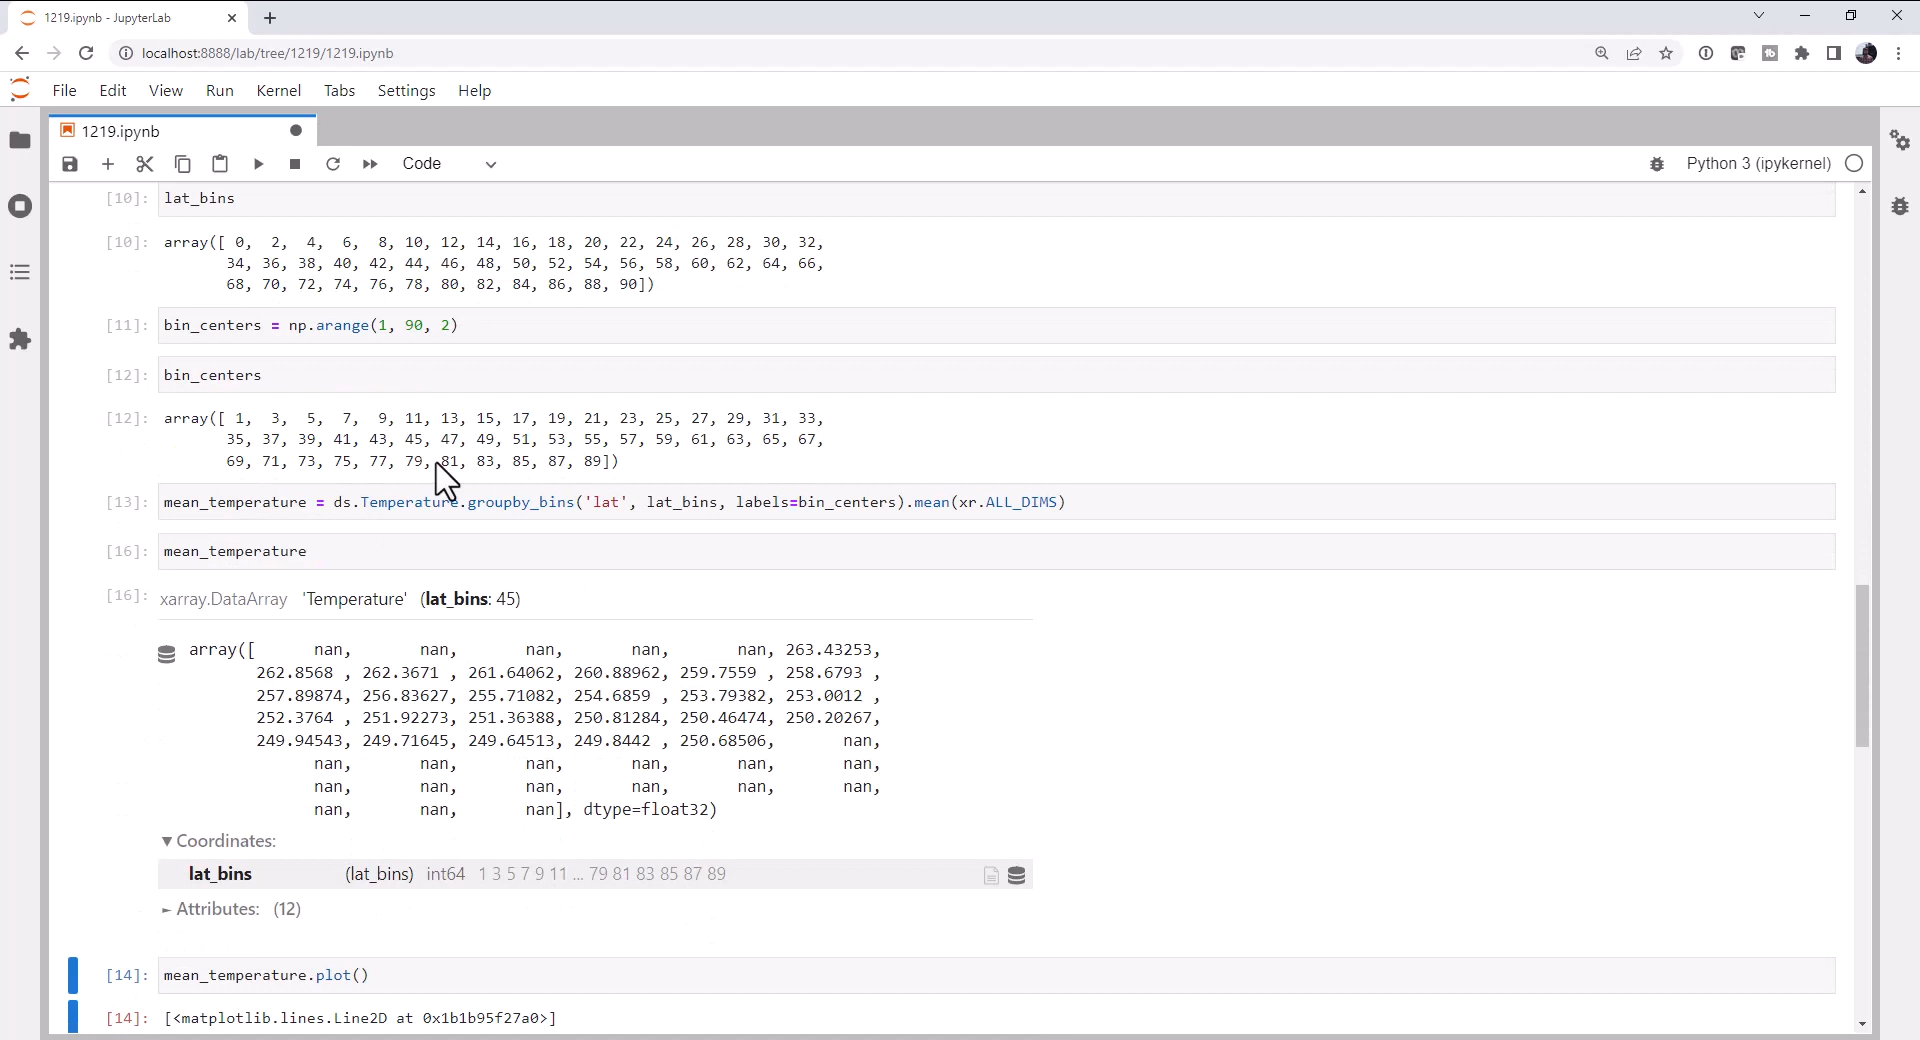 1219.ipynb - JupyterLab
localhost:8888/lab/tree/1219/1219.ipynb
File Edit View Run Kernel Tabs Settings Help
1219.ipynb
Code Python 3 (ipykernel)
[10]: lat_bins
[10]: array([ 0, 2, 4, 6, 8, 10, 12, 14, 16, 18, 20, 22, 24, 26, 28, 30, 32,
34, 36, 38, 40, 42, 44, 46, 48, 50, 52, 54, 56, 58, 60, 62, 64, 66,
68, 70, 72, 74, 76, 78, 80, 82, 84, 86, 88, 90])
[11]: bin_centers = np.arange(1, 90, 2)
[12]: bin_centers
[12]: array([ 1, 3, 5, 7, 9, 11, 13, 15, 17, 19, 21, 23, 25, 27, 29, 31, 33,
35, 37, 39, 41, 43, 45, 47, 49, 51, 53, 55, 57, 59, 61, 63, 65, 67,
69, 71, 73, 75, 77, 79, 81, 83, 85, 87, 89])
[13]: mean_temperature = ds.Temperature.groupby_bins('lat', lat_bins, labels=bin_centers).mean(xr.ALL_DIMS)
[16]: mean_temperature
[16]: xarray.DataArray 'Temperature' (lat_bins: 45)
array([ nan, nan, nan, nan, nan, 263.43253,
262.8568 , 262.3671 , 261.64062, 260.88962, 259.7559 , 258.6793 ,
257.89874, 256.83627, 255.71082, 254.6859 , 253.79382, 253.0012 ,
252.3764 , 251.92273, 251.36388, 250.81284, 250.46474, 250.20267,
249.94543, 249.71645, 249.64513, 249.8442 , 250.68506, nan,
nan, nan, nan, nan, nan, nan,
nan, nan, nan, nan, nan, nan,
nan, nan, nan], dtype=float32)
Coordinates:
lat_bins (lat_bins) int64 1 3 5 7 9 11 ... 79 81 83 85 87 89
Attributes: (12)
[14]: mean_temperature.plot()
[14]: [<matplotlib.lines.Line2D at 0x1b1b95f27a0>]